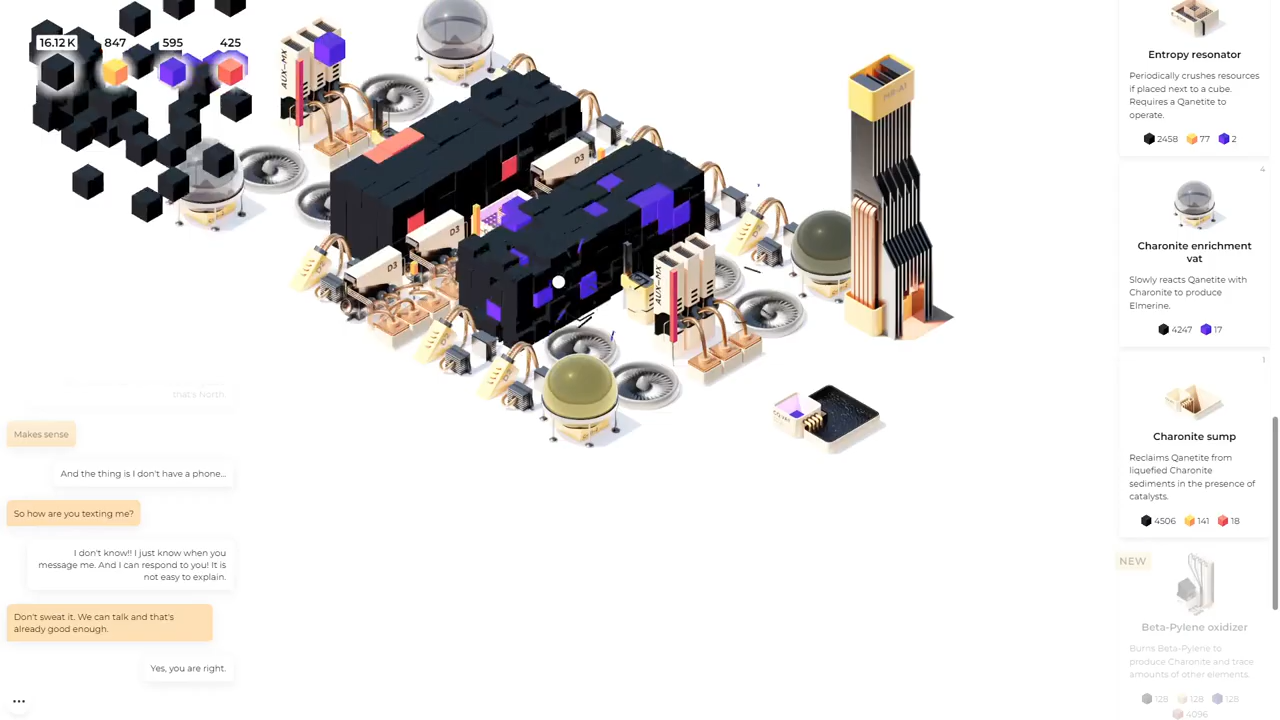 16.12 K 847 595 425
AUX-MX
D3
D3
D3
AUX-MX
that's North.
Makes sense
And the thing is I don't have a phone...
So how are you texting me?
I don't know!! I just know when you
message me. And I can respond to you! It is
not easy to explain.
Don't sweat it. We can talk and that's
already good enough.
Yes, you are right.
Entropy resonator
Periodically crushes resources
if placed next to a cube.
Requires a Qanetite to
operate.
2458 77 2
4
Charonite enrichment
vat
Slowly reacts Qanetite with
Charonite to produce
Elmerine.
4247 17
1
Charonite sump
Reclaims Qanetite from
liquefied Charonite
sediments in the presence of
catalysts.
4506 141 18
NEW
Beta-Pylene oxidizer
Burns Beta-Pylene to
produce Charonite and trace
amounts of other elements.
128 128 128
4096